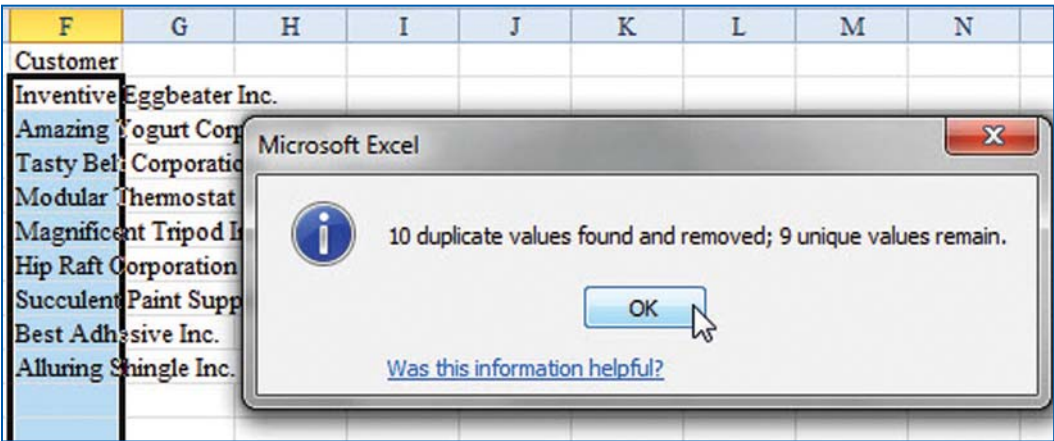 F G H I J K L M N
Customer
Inventive Eggbeater Inc.
Amazing Yogurt Corp
Tasty Belt Corporatio
Modular Thermostat
Magnificent Tripod I
Hip Raft Corporation
Succulent Paint Supp
Best Adhesive Inc.
Alluring Shingle Inc.
Microsoft Excel
10 duplicate values found and removed; 9 unique values remain.
OK
Was this information helpful?